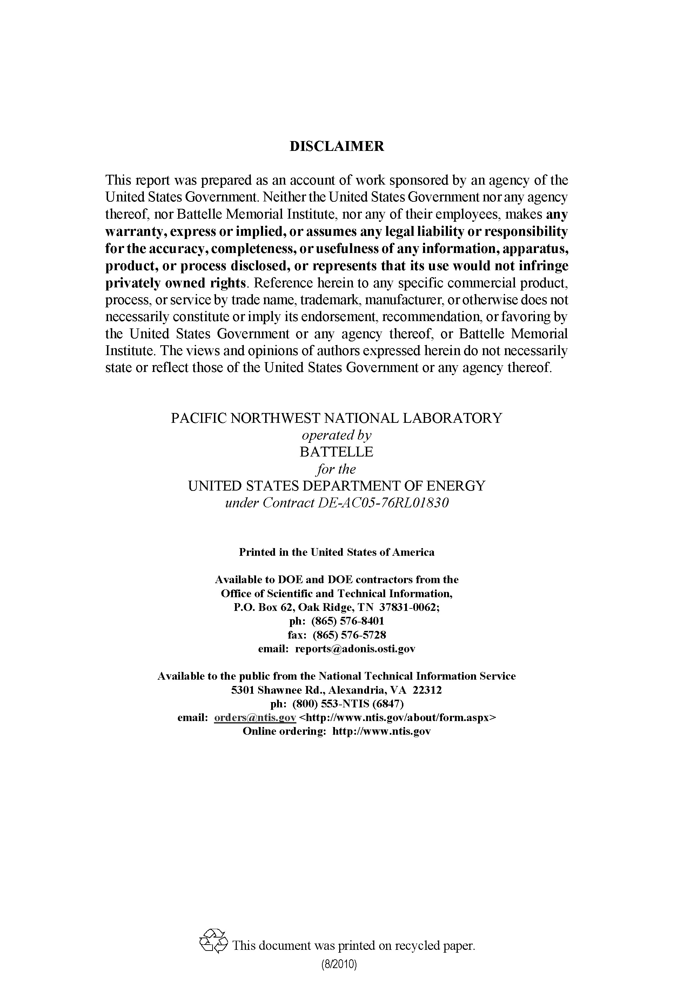 DISCLAIMER
This report was prepared as an account of work sponsored by an agency of the
United States Government. Neither the United States Government nor any agency
thereof, nor Battelle Memorial Institute, nor any of their employees, makes any
warranty, express or implied, or assumes any legal liability or responsibility
for the accuracy, completeness, or usefulness of any information, apparatus,
product, or process disclosed, or represents that its use would not infringe
privately owned rights. Reference herein to any specific commercial product,
process, or service by trade name, trademark, manufacturer, or otherwise does not
necessarily constitute or imply its endorsement, recommendation, or favoring by
the United States Government or any agency thereof, or Battelle Memorial
Institute. The views and opinions of authors expressed herein do not necessarily
state or reflect those of the United States Government or any agency thereof.
PACIFIC NORTHWEST NATIONAL LABORATORY
operated by
BATTELLE
for the
UNITED STATES DEPARTMENT OF ENERGY
under Contract DE-AC05-76RL01830
Printed in the United States of America
Available to DOE and DOE contractors from the
Office of Scientific and Technical Information,
P.O. Box 62, Oak Ridge, TN 37831-0062;
ph: (865) 576-8401
fax: (865) 576-5728
email: reports@adonis.osti.gov
Available to the public from the National Technical Information Service
5301 Shawnee Rd., Alexandria, VA 22312
ph: (800) 553-NTIS (6847)
email: orders@ntis.gov <http://www.ntis.gov/about/form.aspx>
Online ordering: http://www.ntis.gov
This document was printed on recycled paper.
(8/2010)